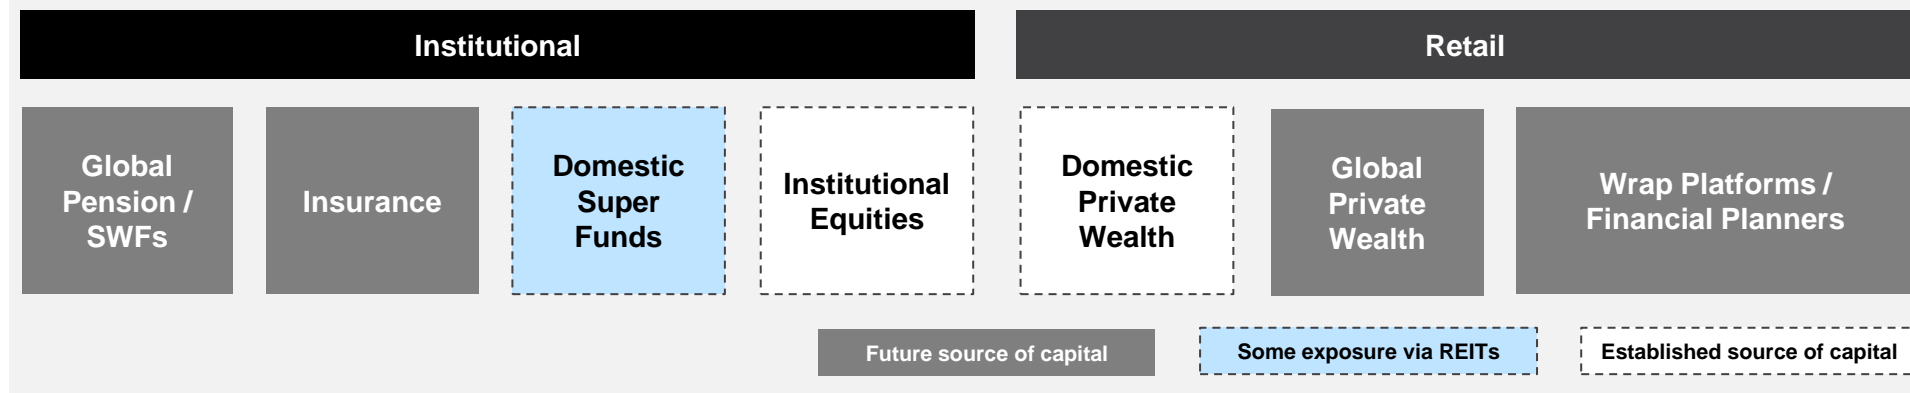 Institutional
Retail
Global
Pension /
SWFs
Insurance
Domestic
Super
Funds
Institutional
Equities
Domestic
Private
Wealth
Global
Private
Wealth
Wrap Platforms /
Financial Planners
Future source of capital
Some exposure via REITs
Established source of capital